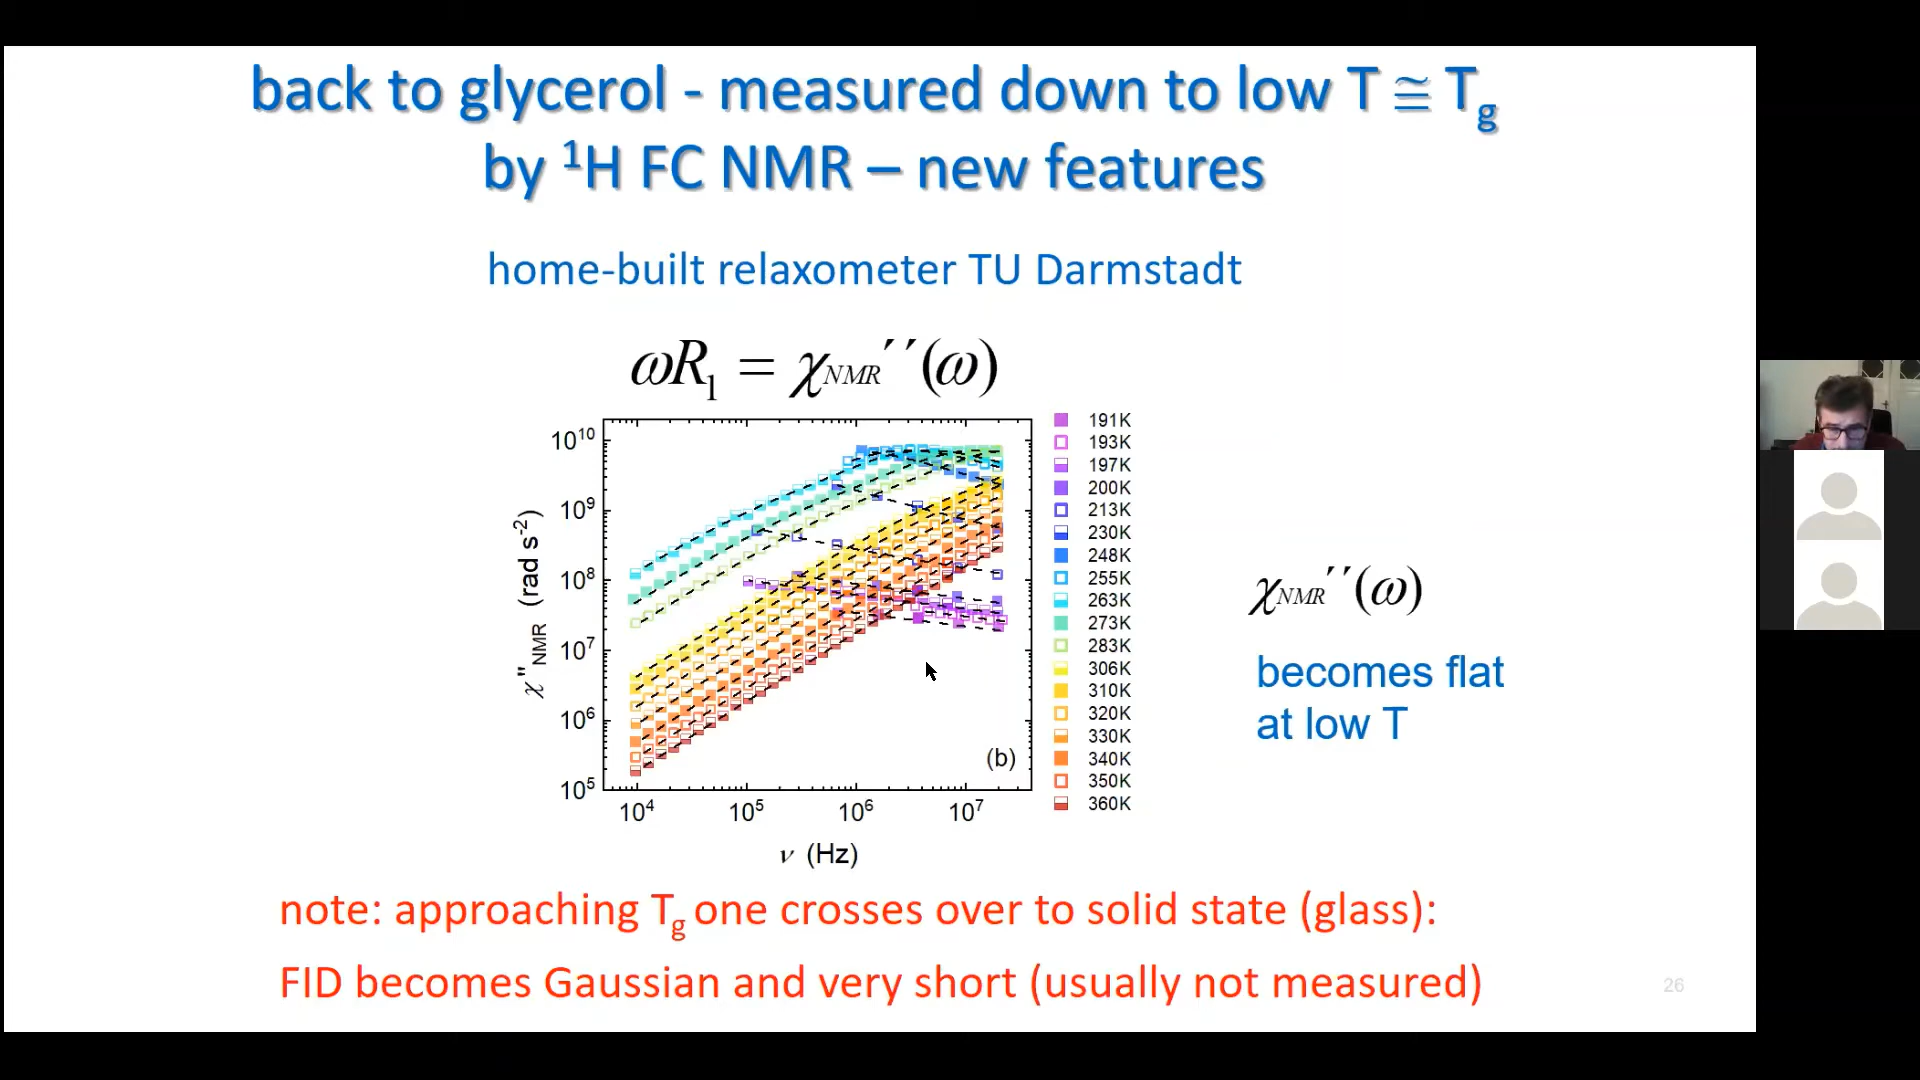 back to glycerol - measured down to low T ≅ Tg
by ¹H FC NMR – new features
home-built relaxometer TU Darmstadt
ωR₁ = χNMR´´(ω)
10¹⁰
10⁹
10⁸
10⁷
10⁶
10⁵
χ"NMR (rad s⁻²)
10⁴ 10⁵ 10⁶ 10⁷
ν (Hz)
(b)
191K
193K
197K
200K
213K
230K
248K
255K
263K
273K
283K
306K
310K
320K
330K
340K
350K
360K
χNMR´´(ω)
becomes flat
at low T
note: approaching Tg one crosses over to solid state (glass):
FID becomes Gaussian and very short (usually not measured)
26